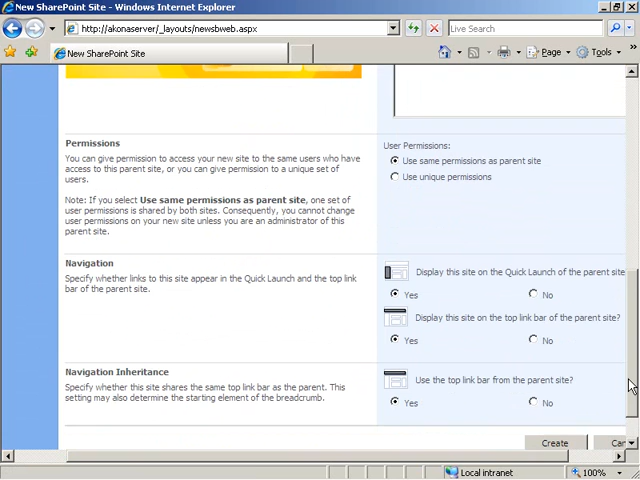 New SharePoint Site - Windows Internet Explorer
http://akonaserver/_layouts/newsbweb.aspx
Live Search
New SharePoint Site
Page
Tools
Permissions
You can give permission to access your new site to the same users who have
access to this parent site, or you can give permission to a unique set of
users.
Note: If you select Use same permissions as parent site, one set of
user permissions is shared by both sites. Consequently, you cannot change
user permissions on your new site unless you are an administrator of this
parent site.
User Permissions:
Use same permissions as parent site
Use unique permissions
Navigation
Specify whether links to this site appear in the Quick Launch and the top link
bar of the parent site.
Display this site on the Quick Launch of the parent site
Yes No
Display this site on the top link bar of the parent site?
Yes No
Navigation Inheritance
Specify whether this site shares the same top link bar as the parent. This
setting may also determine the starting element of the breadcrumb.
Use the top link bar from the parent site?
Yes No
Create Can
Local intranet
100%